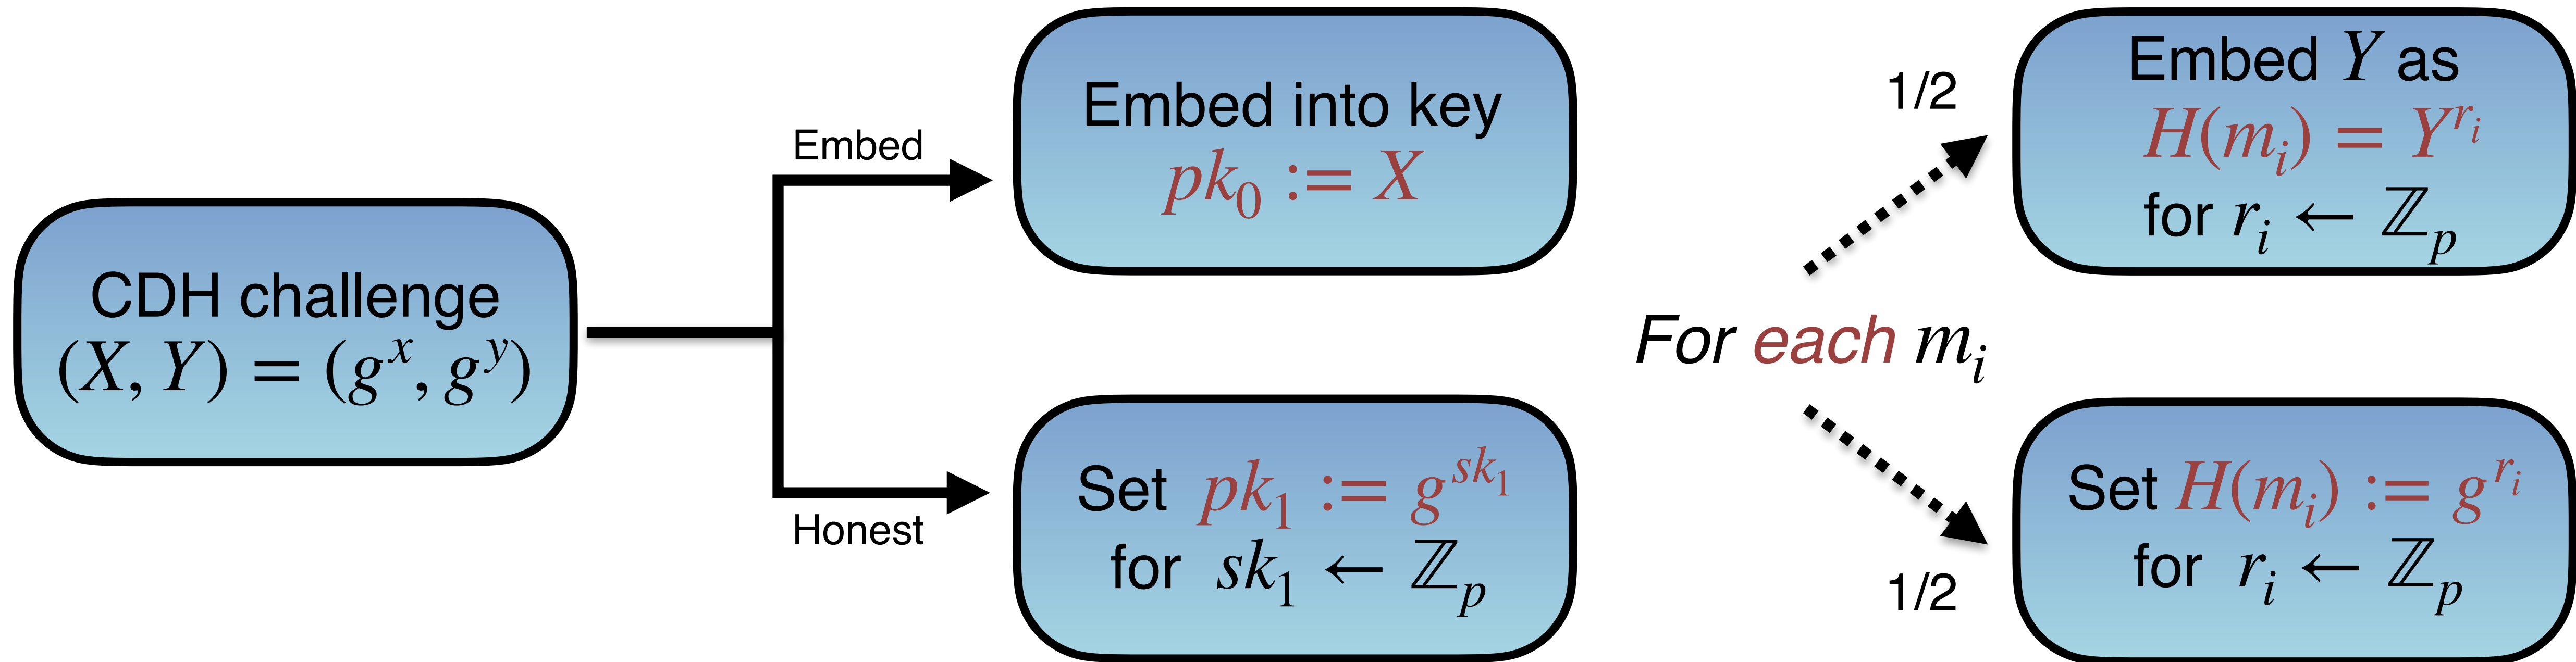 CDH challenge
(X, Y) = (g^x, g^y)
Embed
Honest
Embed into key
pk_0 := X
Set pk_1 := g^{sk_1}
for sk_1 ← ℤ_p
For each m_i
1/2
1/2
Embed Y as
H(m_i) = Y^{r_i}
for r_i ← ℤ_p
Set H(m_i) := g^{r_i}
for r_i ← ℤ_p